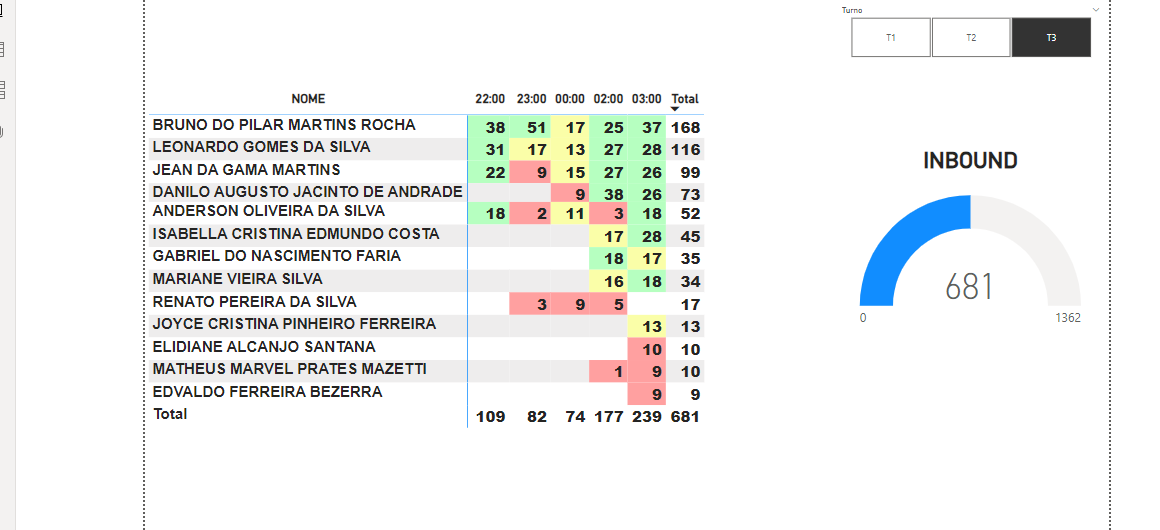 Turno
T1 T2 T3
NOME 22:00 23:00 00:00 02:00 03:00 Total
BRUNO DO PILAR MARTINS ROCHA 38 51 17 25 37 168
LEONARDO GOMES DA SILVA 31 17 13 27 28 116
JEAN DA GAMA MARTINS 22 9 15 27 26 99
DANILO AUGUSTO JACINTO DE ANDRADE 9 38 26 73
ANDERSON OLIVEIRA DA SILVA 18 2 11 3 18 52
ISABELLA CRISTINA EDMUNDO COSTA 17 28 45
GABRIEL DO NASCIMENTO FARIA 18 17 35
MARIANE VIEIRA SILVA 16 18 34
RENATO PEREIRA DA SILVA 3 9 5 17
JOYCE CRISTINA PINHEIRO FERREIRA 13 13
ELIDIANE ALCANJO SANTANA 10 10
MATHEUS MARVEL PRATES MAZETTI 1 9 10
EDVALDO FERREIRA BEZERRA 9 9
Total 109 82 74 177 239 681
INBOUND
681
0 1362